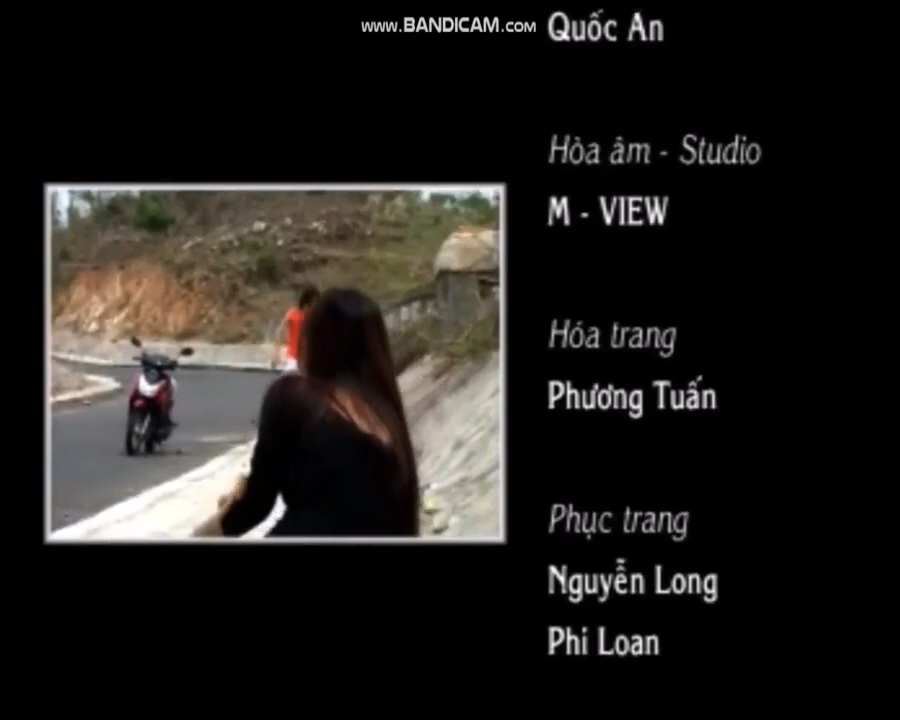 www.BANDICAM.com
Quốc An
Hòa âm - Studio
M - VIEW
Hóa trang
Phương Tuấn
Phục trang
Nguyễn Long
Phi Loan